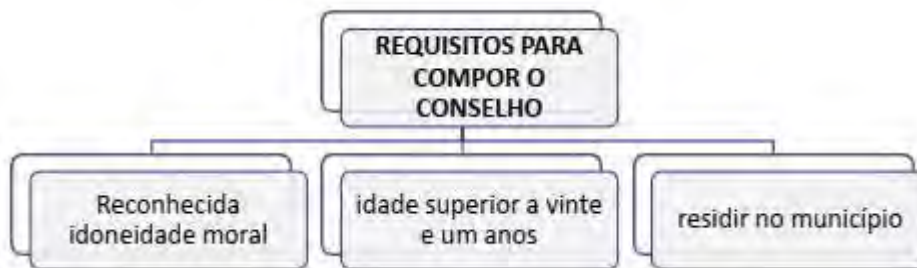 REQUISITOS PARA
COMPOR O
CONSELHO
Reconhecida
idoneidade moral
idade superior a vinte
e um anos
residir no município